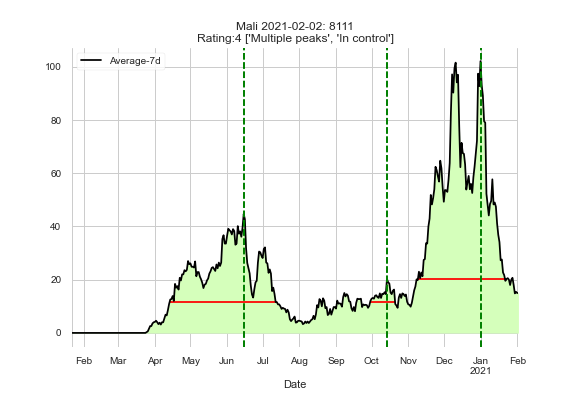 Mali 2021-02-02: 8111
Rating:4 ['Multiple peaks', 'In control']
Average-7d
100
80
60
40
20
0
Feb Mar Apr May Jun Jul Aug Sep Oct Nov Dec Jan Feb
2021
Date